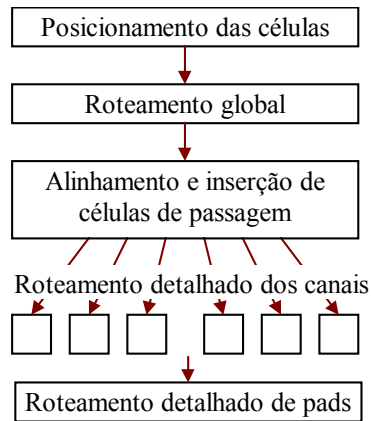 Posicionamento das células
Roteamento global
Alinhamento e inserção de
células de passagem
Roteamento detalhado dos canais
Roteamento detalhado de pads